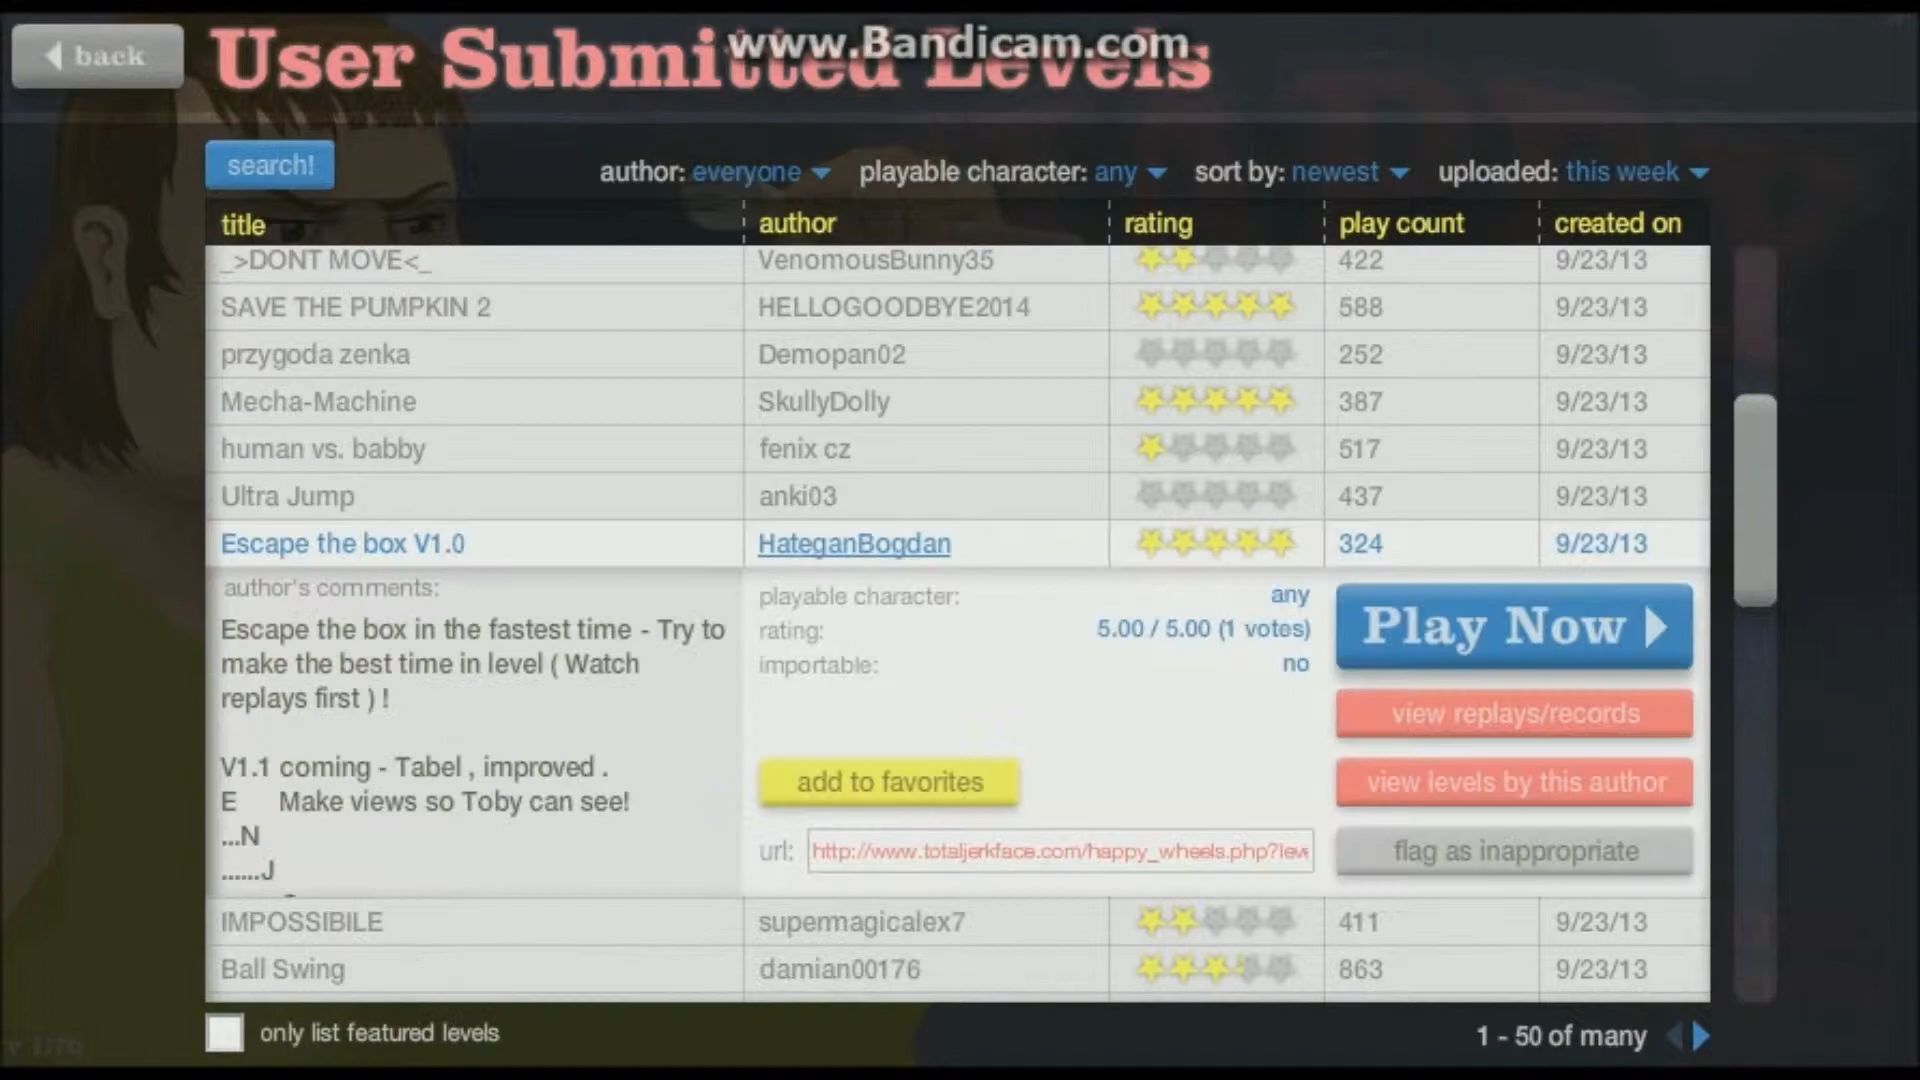 back
User Submitted Levels
www.Bandicam.com
search!
author: everyone playable character: any sort by: newest uploaded: this week
title author rating play count created on
_>DONT MOVE<_ VenomousBunny35 422 9/23/13
SAVE THE PUMPKIN 2 HELLOGOODBYE2014 588 9/23/13
przygoda zenka Demopan02 252 9/23/13
Mecha-Machine SkullyDolly 387 9/23/13
human vs. babby fenix cz 517 9/23/13
Ultra Jump anki03 437 9/23/13
Escape the box V1.0 HateganBogdan 324 9/23/13
author's comments:
Escape the box in the fastest time - Try to
make the best time in level ( Watch
replays first ) !
V1.1 coming - Tabel , improved .
E Make views so Toby can see!
...N
......J
playable character: any
rating: 5.00 / 5.00 (1 votes)
importable: no
add to favorites
url: http://www.totaljerkface.com/happy_wheels.php?leve
Play Now
view replays/records
view levels by this author
flag as inappropriate
IMPOSSIBILE supermagicalex7 411 9/23/13
Ball Swing damian00176 863 9/23/13
only list featured levels
1 - 50 of many